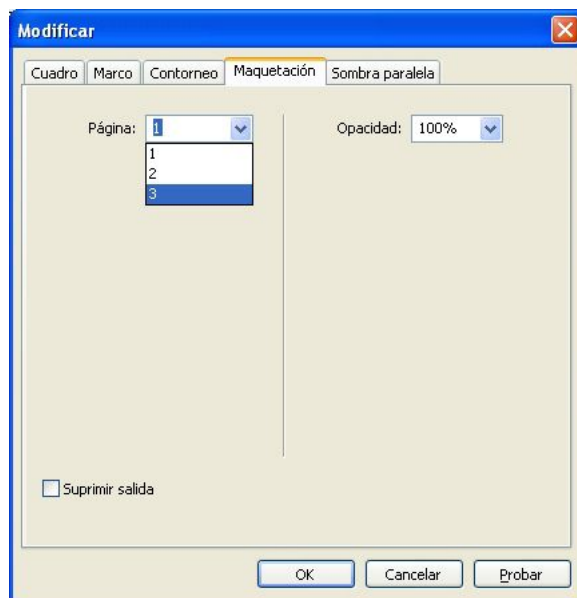 Modificar
Cuadro Marco Contorneo Maquetación Sombra paralela
Página: 1 Opacidad: 100%
1
2
3
Suprimir salida
OK Cancelar Probar